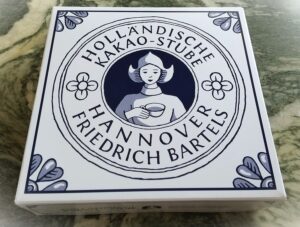 HOLLÄNDISCHE
KAKAO-STUBE
HANNOVER
FRIEDRICH BARTELS